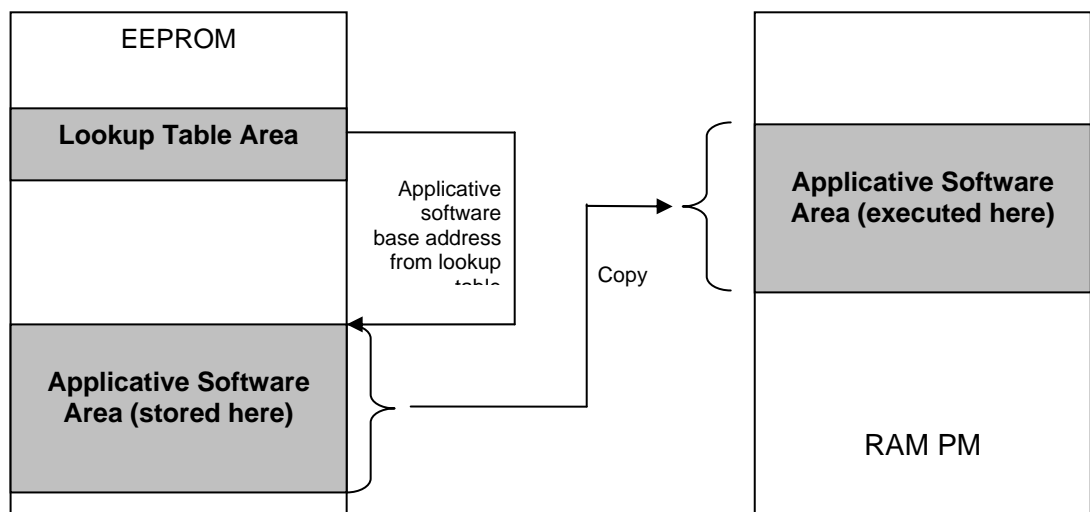 EEPROM
Lookup Table Area
Applicative
software
base address
from lookup
table
Applicative Software
Area (stored here)
Copy
Applicative Software
Area (executed here)
RAM PM